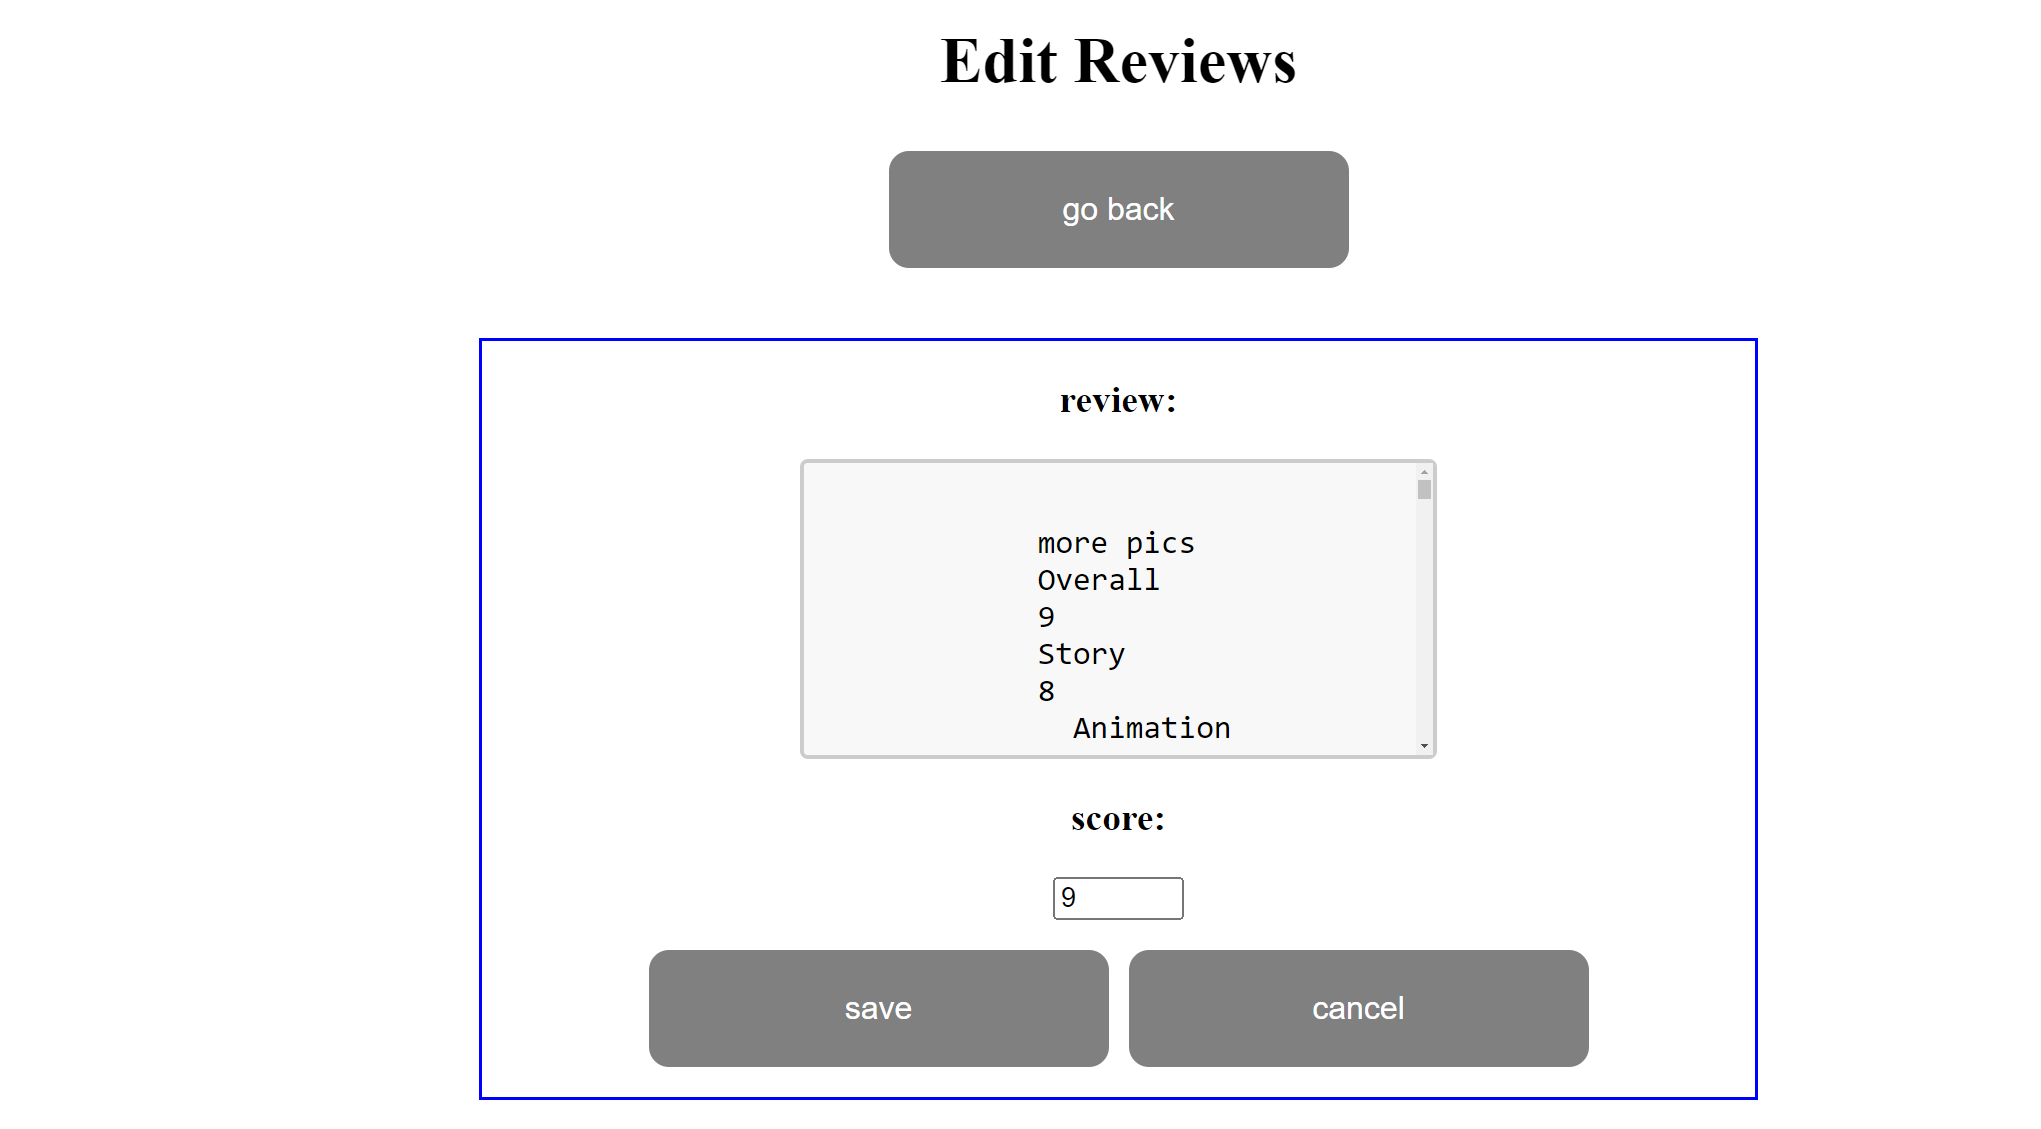 Edit Reviews
go back
review:
more pics
Overall
9
Story
8
Animation
score:
9
save cancel